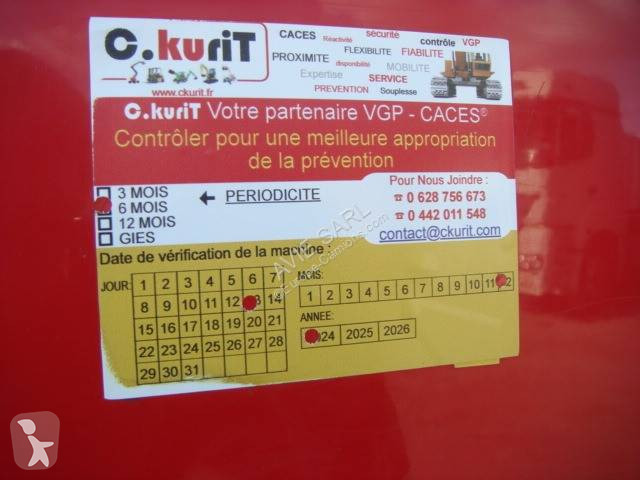 C.kuriT
www.ckurit.fr
CACES Réactivité sécurité contrôle VGP
PROXIMITE FLEXIBILITE FIABILITE
disponibilité MOBILITE
Expertise SERVICE
PREVENTION Souplesse
C.kuriT Votre partenaire VGP - CACES®
Contrôler pour une meilleure appropriation
de la prévention
3 MOIS ← PERIODICITE
6 MOIS
12 MOIS
GIES
Pour Nous Joindre :
☎ 0 628 756 673
☎ 0 442 011 548
contact@ckurit.com
Date de vérification de la machine :
JOUR: 1 2 3 4 5 6 7
8 9 10 11 12 13 14
15 16 17 18 19 20 21
22 23 24 25 26 27 28
29 30 31
MOIS:
1 2 3 4 5 6 7 8 9 10 11 12
ANNEE:
2024 2025 2026
AVIE SARL
Europe-Camions.com